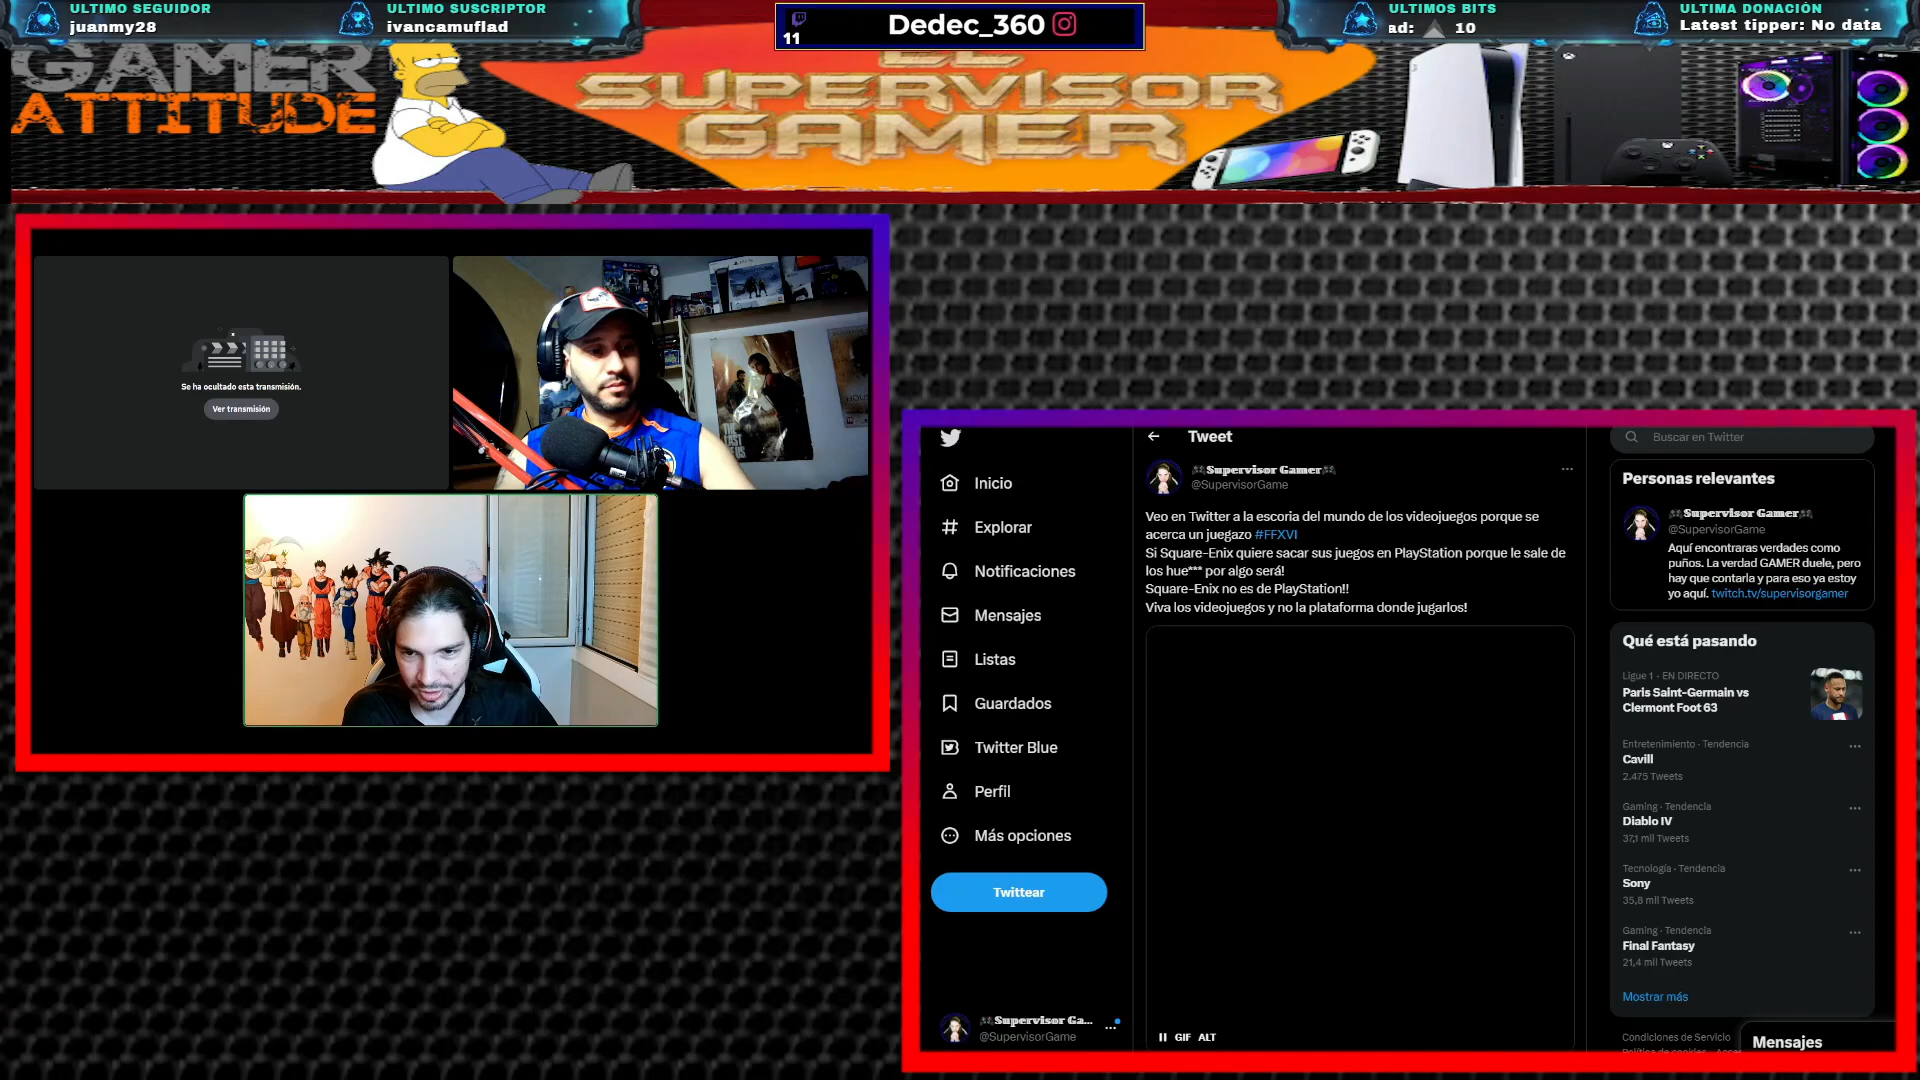 ULTIMO SEGUIDOR
juanmy28
ULTIMO SUSCRIPTOR
ivancamuflad
11
Dedec_360
ULTIMOS BITS
ad: 10
ULTIMA DONACIÓN
Latest tipper: No data
GAMER
ATTITUDE
EL
SUPERVISOR
GAMER
Se ha ocultado esta transmisión.
Ver transmisión
THE LAST
Inicio
Explorar
Notificaciones
Mensajes
Listas
Guardados
Twitter Blue
Perfil
Más opciones
Twittear
Supervisor Ga...
@SupervisorGame
Tweet
Supervisor Gamer
@SupervisorGame
Veo en Twitter a la escoria del mundo de los videojuegos porque se
acerca un juegazo #FFXVI
Si Square-Enix quiere sacar sus juegos en PlayStation porque le sale de
los hue*** por algo será!
Square-Enix no es de PlayStation!!
Viva los videojuegos y no la plataforma donde jugarlos!
GIF ALT
Buscar en Twitter
Personas relevantes
Supervisor Gamer
@SupervisorGame
Aquí encontraras verdades como
puños. La verdad GAMER duele, pero
hay que contarla y para eso ya estoy
yo aquí. twitch.tv/supervisorgamer
Qué está pasando
Ligue 1 · EN DIRECTO
Paris Saint-Germain vs
Clermont Foot 63
Entretenimiento · Tendencia
Cavill
2.475 Tweets
Gaming · Tendencia
Diablo IV
37,1 mil Tweets
Tecnología · Tendencia
Sony
35,8 mil Tweets
Gaming · Tendencia
Final Fantasy
21,4 mil Tweets
Mostrar más
Condiciones de Servicio
Mensajes